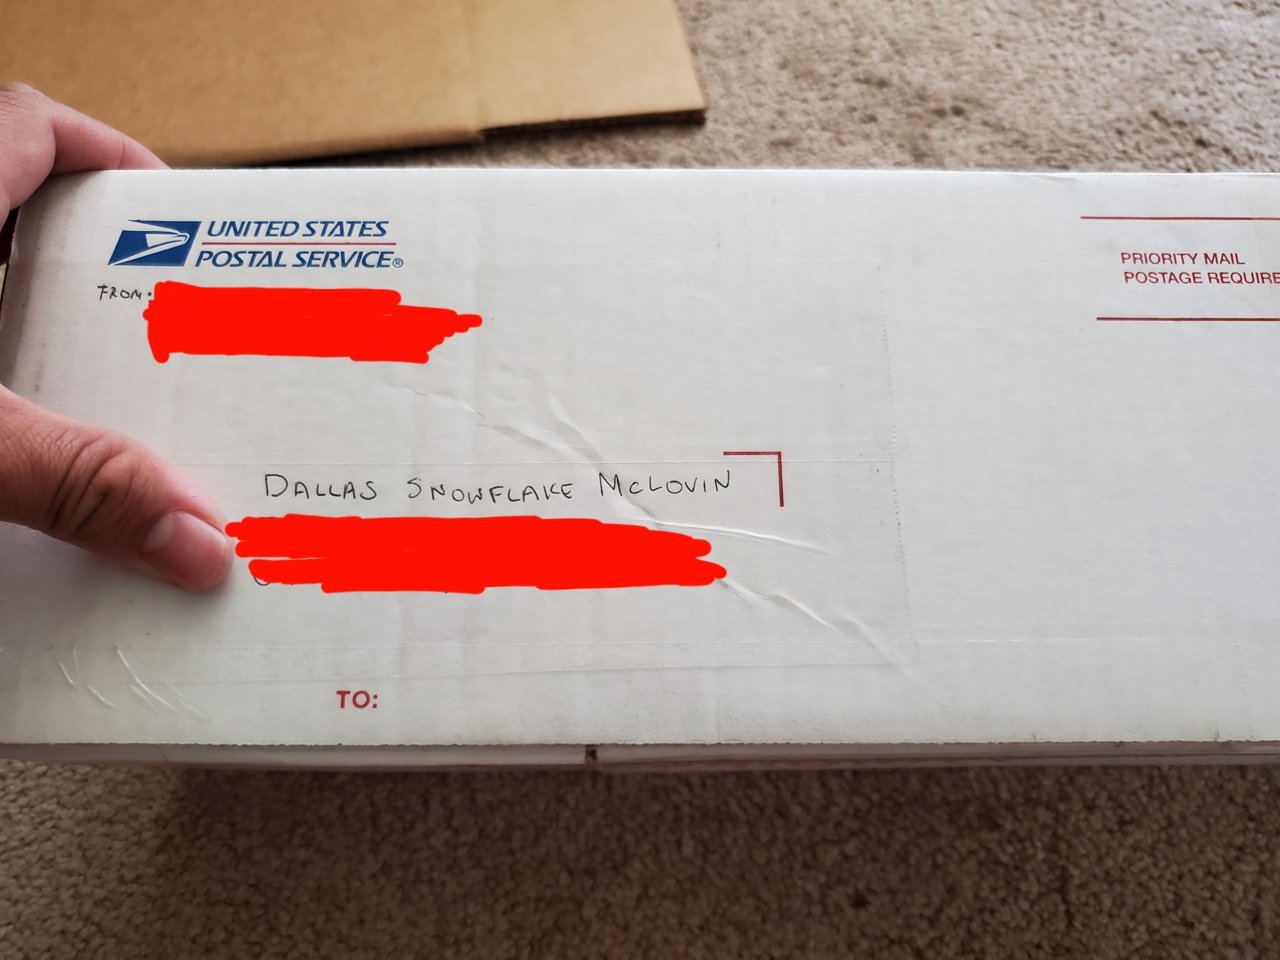 UNITED STATES
POSTAL SERVICE®
FROM:
PRIORITY MAIL
POSTAGE REQUIRE
DALLAS SNOWFLAKE McLOVIN
TO: